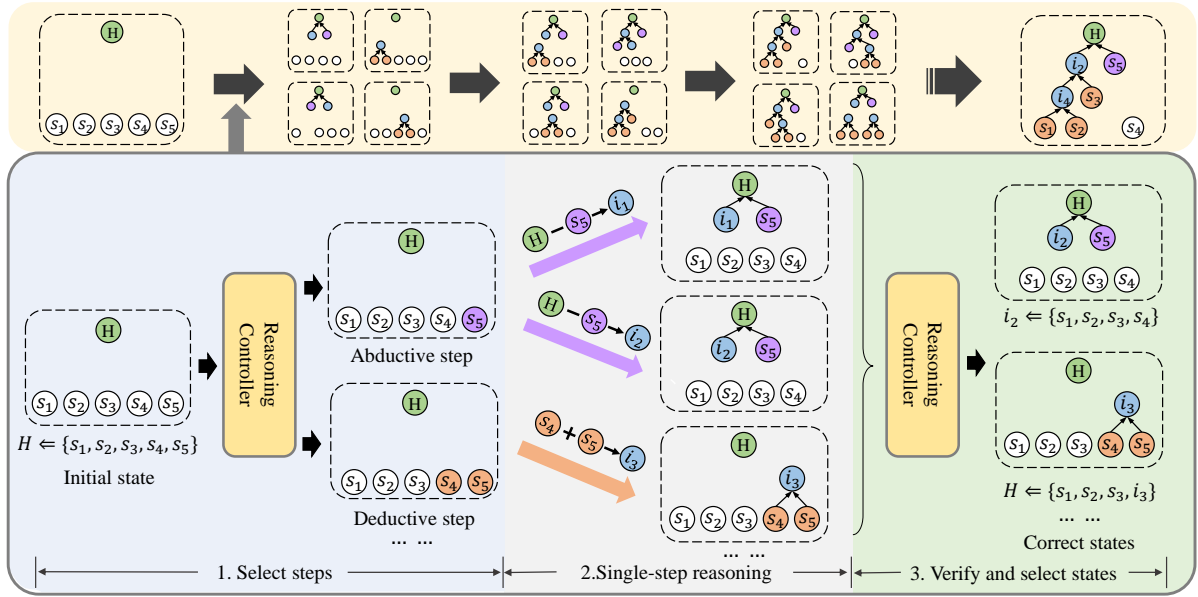 H
s₁ s₂ s₃ s₄ s₅
H
i₂ s₅
i₄ s₃
s₁ s₂ s₄
H
s₁ s₂ s₃ s₄ s₅
H ⇐ {s₁, s₂, s₃, s₄, s₅}
Initial state
Reasoning
Controller
H
s₁ s₂ s₃ s₄ s₅
Abductive step
H
s₁ s₂ s₃ s₄ s₅
Deductive step
... ...
H s₅ i₁
H s₅ i₂
s₄ + s₅ i₃
H
i₁ s₅
s₁ s₂ s₃ s₄
H
i₂ s₅
s₁ s₂ s₃ s₄
H
i₃
s₁ s₂ s₃ s₄ s₅
... ...
Reasoning
Controller
H
i₂ s₅
s₁ s₂ s₃ s₄
i₂ ⇐ {s₁, s₂, s₃, s₄}
H
i₃
s₁ s₂ s₃ s₄ s₅
H ⇐ {s₁, s₂, s₃, i₃}
... ...
Correct states
1. Select steps
2.Single-step reasoning
3. Verify and select states